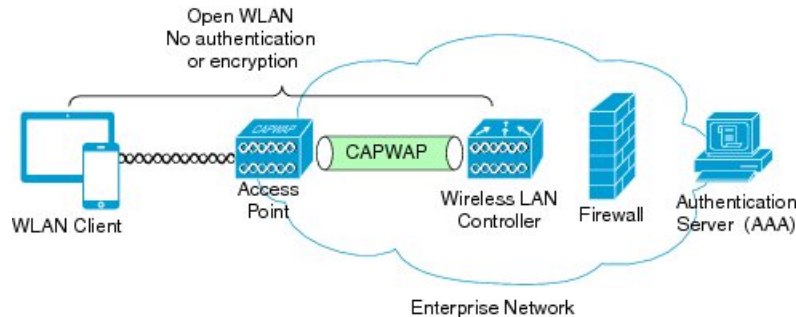 Open WLAN
No authentication
or encryption
CAPWAP
CAPWAP
Access
Point
WLAN Client
Wireless LAN
Controller
Firewall
Authentication
Server (AAA)
Enterprise Network